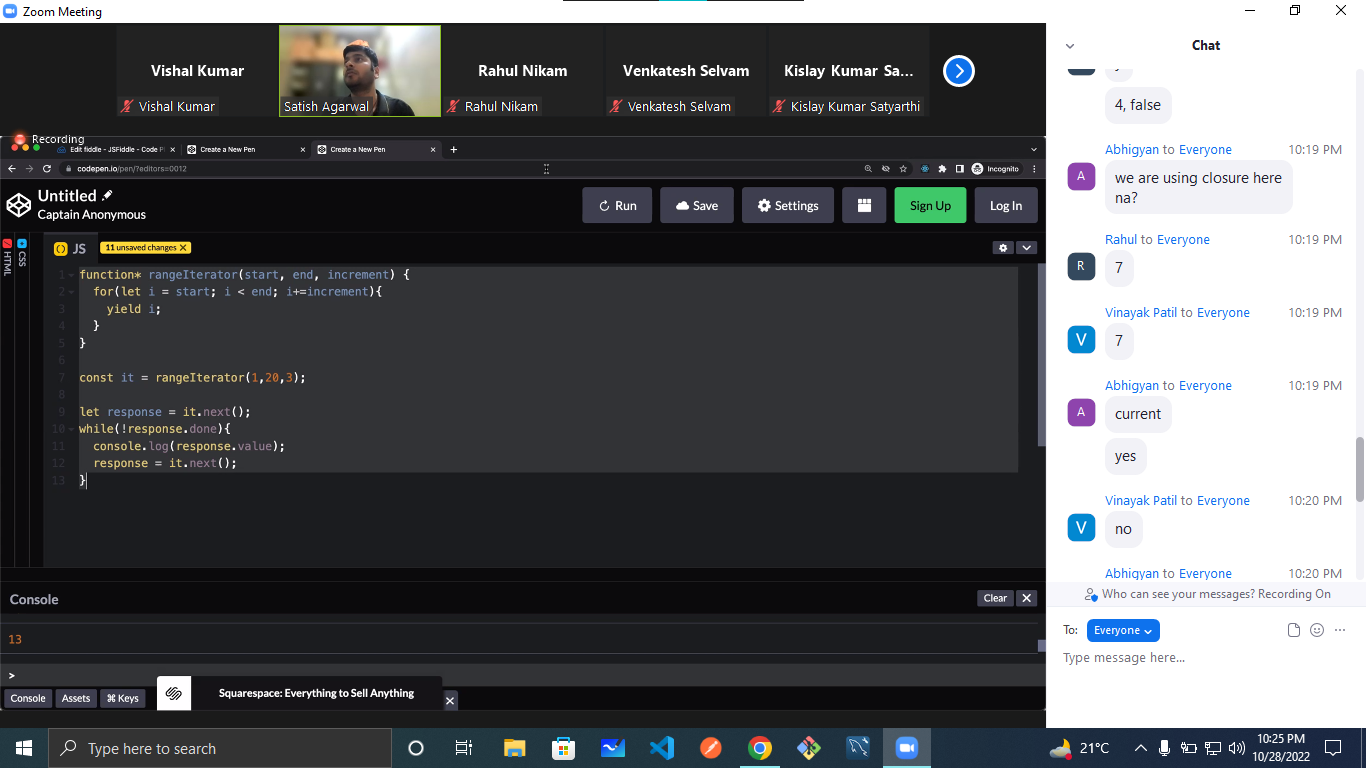 Zoom Meeting
Vishal Kumar
Rahul Nikam
Venkatesh Selvam
Kislay Kumar Sa...
Vishal Kumar
Satish Agarwal
Rahul Nikam
Venkatesh Selvam
Kislay Kumar Satyarthi
Recording
Edit fiddle - JSFiddle - Code Pl
Create a New Pen
Create a New Pen
codepen.io/pen/?editors=0012
Incognito
Untitled
Captain Anonymous
Run
Save
Settings
Sign Up
Log In
HTML
CSS
JS
11 unsaved changes X
1 function* rangeIterator(start, end, increment) {
2 for(let i = start; i < end; i+=increment){
3 yield i;
4 }
5 }
6
7 const it = rangeIterator(1,20,3);
8
9 let response = it.next();
10 while(!response.done){
11 console.log(response.value);
12 response = it.next();
13 }
Console
Clear
13
>
Console
Assets
⌘ Keys
Squarespace: Everything to Sell Anything
Chat
4, false
Abhigyan to Everyone 10:19 PM
A
we are using closure here
na?
Rahul to Everyone 10:19 PM
R
7
Vinayak Patil to Everyone 10:19 PM
V
7
Abhigyan to Everyone 10:19 PM
A
current
yes
Vinayak Patil to Everyone 10:20 PM
V
no
Abhigyan to Everyone 10:20 PM
Who can see your messages? Recording On
To: Everyone
Type message here...
Type here to search
21°C
10:25 PM
10/28/2022